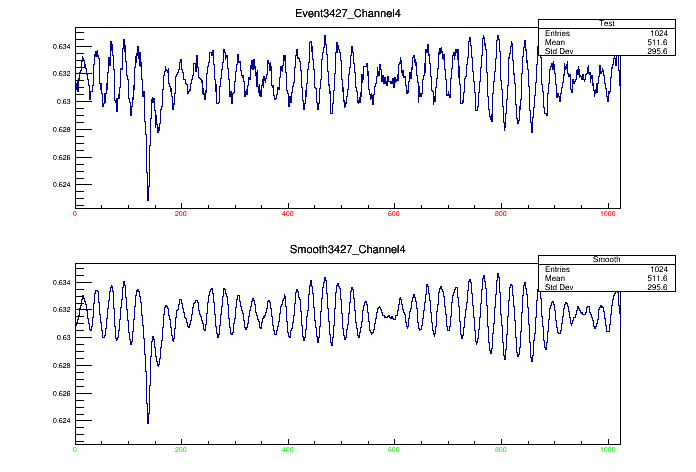 Event3427_Channel4
Test
Entries 1024
Mean 511.6
Std Dev 295.6
0.634
0.632
0.63
0.628
0.626
0.624
0 200 400 600 800 1000
Smooth3427_Channel4
Smooth
Entries 1024
Mean 511.6
Std Dev 295.6
0.634
0.632
0.63
0.628
0.626
0.624
0 200 400 600 800 1000